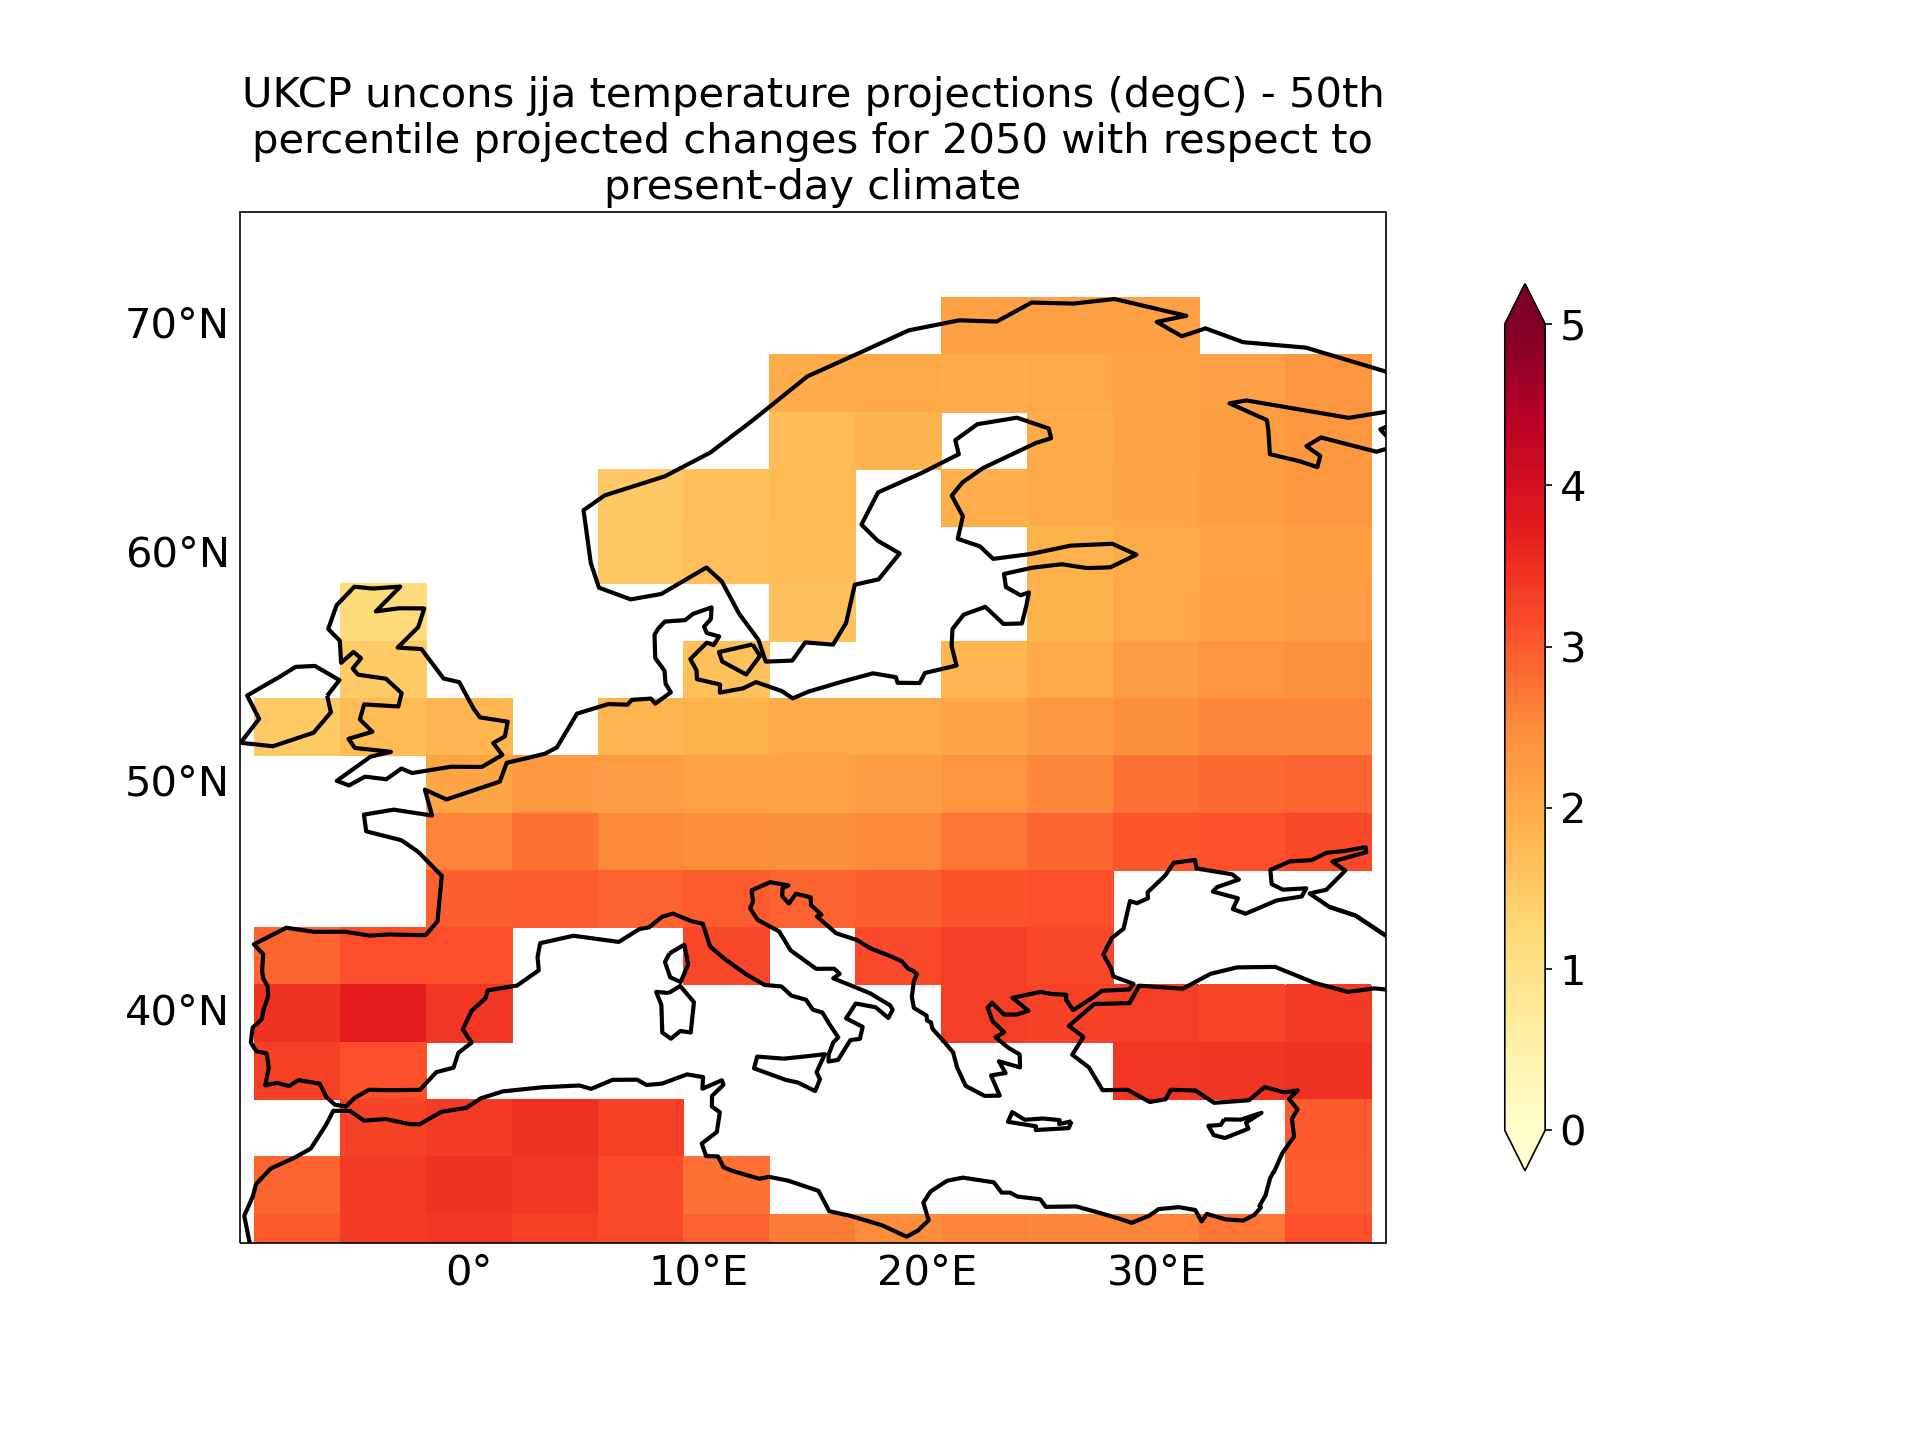 UKCP uncons jja temperature projections (degC) - 50th
percentile projected changes for 2050 with respect to
present-day climate
70°N
60°N
50°N
40°N
0°
10°E
20°E
30°E
5
4
3
2
1
0